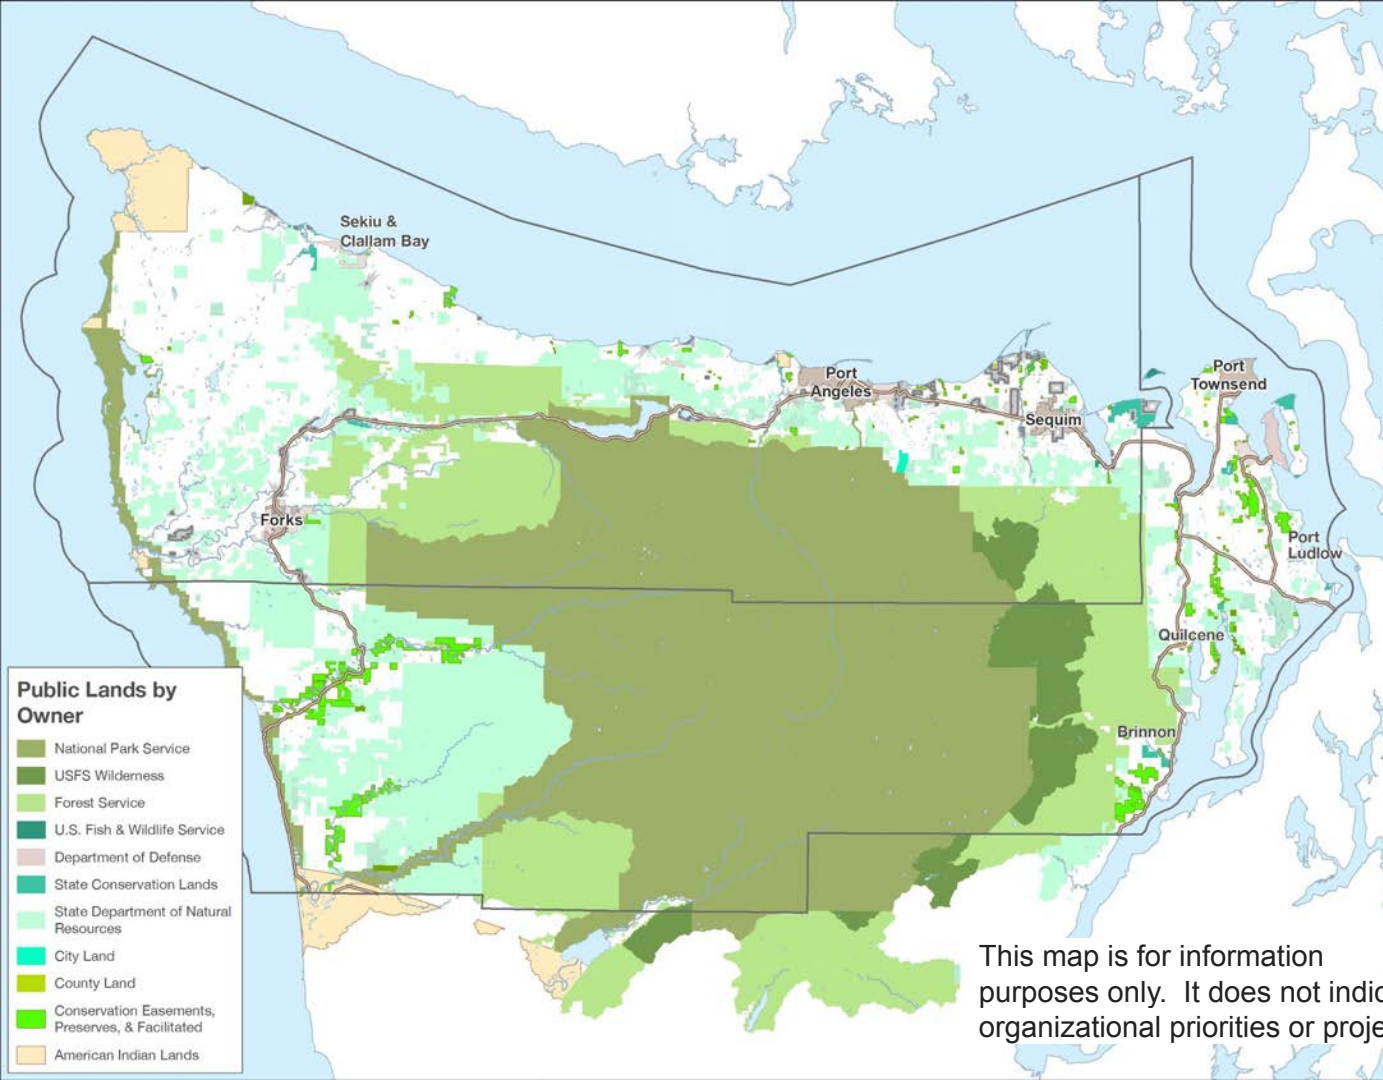 Sekiu &
Clallam Bay
Port
Angeles
Sequim
Port
Townsend
Forks
Port
Ludlow
Quilcene
Brinnon
Public Lands by
Owner
National Park Service
USFS Wilderness
Forest Service
U.S. Fish & Wildlife Service
Department of Defense
State Conservation Lands
State Department of Natural
Resources
City Land
County Land
Conservation Easements,
Preserves, & Facilitated
American Indian Lands
This map is for information
purposes only. It does not indic
organizational priorities or proje